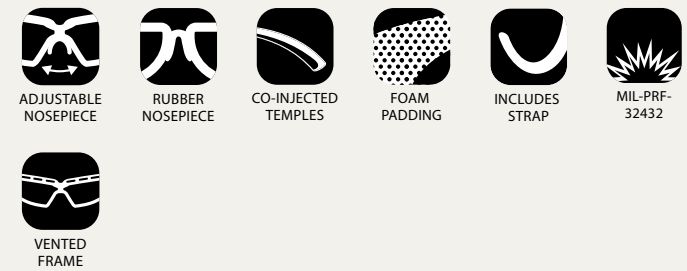 ADJUSTABLE
NOSEPIECE
RUBBER
NOSEPIECE
CO-INJECTED
TEMPLES
FOAM
PADDING
INCLUDES
STRAP
MIL-PRF-
32432
VENTED
FRAME